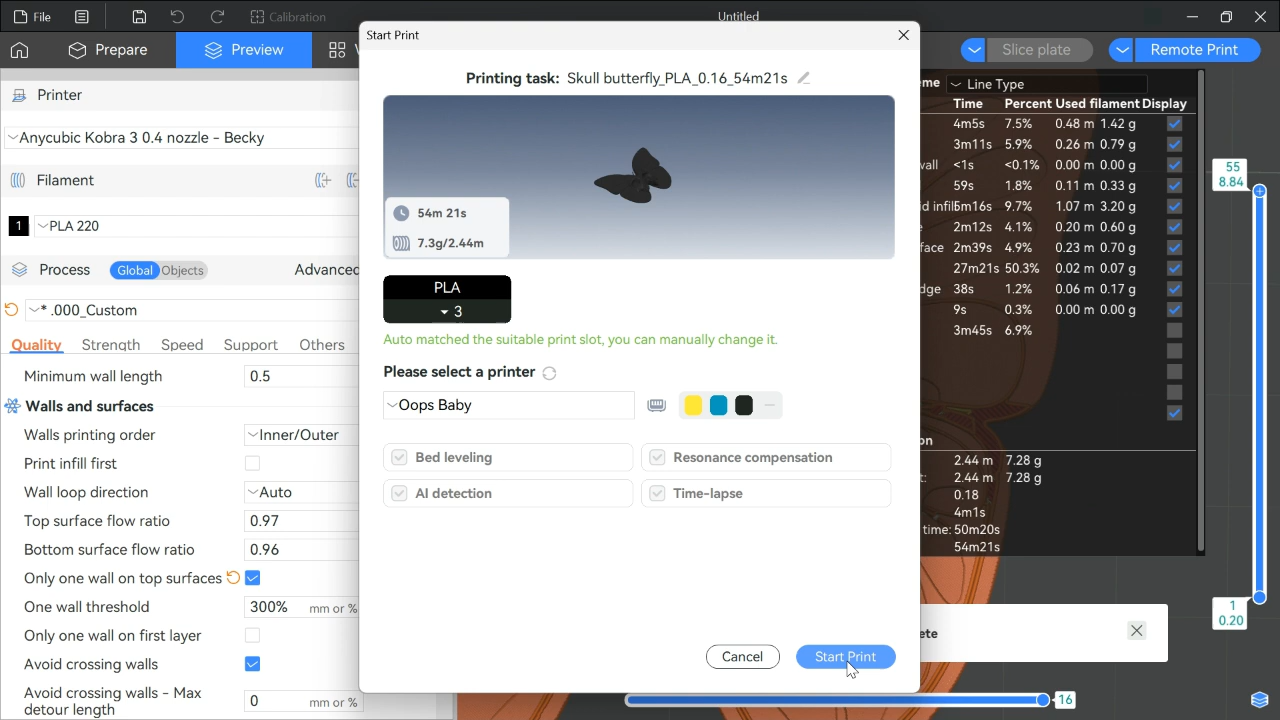 File
Calibration
Untitled
Prepare
Preview
Slice plate
Remote Print
Printer
Anycubic Kobra 3 0.4 nozzle - Becky
Filament
1
PLA 220
Process
Global
Objects
Advanced
* .000_Custom
Quality
Strength
Speed
Support
Others
Minimum wall length
0.5
Walls and surfaces
Walls printing order
Inner/Outer
Print infill first
Wall loop direction
Auto
Top surface flow ratio
0.97
Bottom surface flow ratio
0.96
Only one wall on top surfaces
One wall threshold
300% mm or %
Only one wall on first layer
Avoid crossing walls
Avoid crossing walls - Max
detour length
0 mm or %
Start Print
Printing task: Skull butterfly_PLA_0.16_54m21s
54m 21s
7.3g/2.44m
PLA
3
Auto matched the suitable print slot, you can manually change it.
Please select a printer
Oops Baby
Bed leveling
Resonance compensation
AI detection
Time-lapse
Cancel
Start Print
eme
Line Type
Time Percent Used filament Display
4m5s 7.5% 0.48 m 1.42 g
3m11s 5.9% 0.26 m 0.79 g
vall <1s <0.1% 0.00 m 0.00 g
59s 1.8% 0.11 m 0.33 g
id infill 5m16s 9.7% 1.07 m 3.20 g
2m12s 4.1% 0.20 m 0.60 g
face 2m39s 4.9% 0.23 m 0.70 g
27m21s 50.3% 0.02 m 0.07 g
dge 38s 1.2% 0.06 m 0.17 g
9s 0.3% 0.00 m 0.00 g
3m45s 6.9%
on
2.44 m 7.28 g
t: 2.44 m 7.28 g
0.18
4m1s
time: 50m20s
54m21s
ete
55
8.84
1
0.20
16